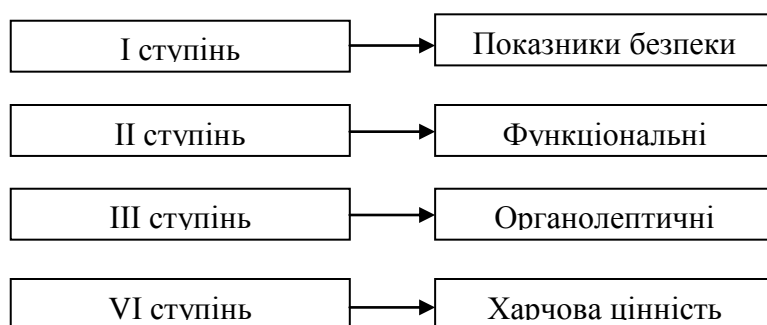 I ступінь
Показники безпеки
II ступінь
Функціональні
III ступінь
Органолептичні
VI ступінь
Харчова цінність